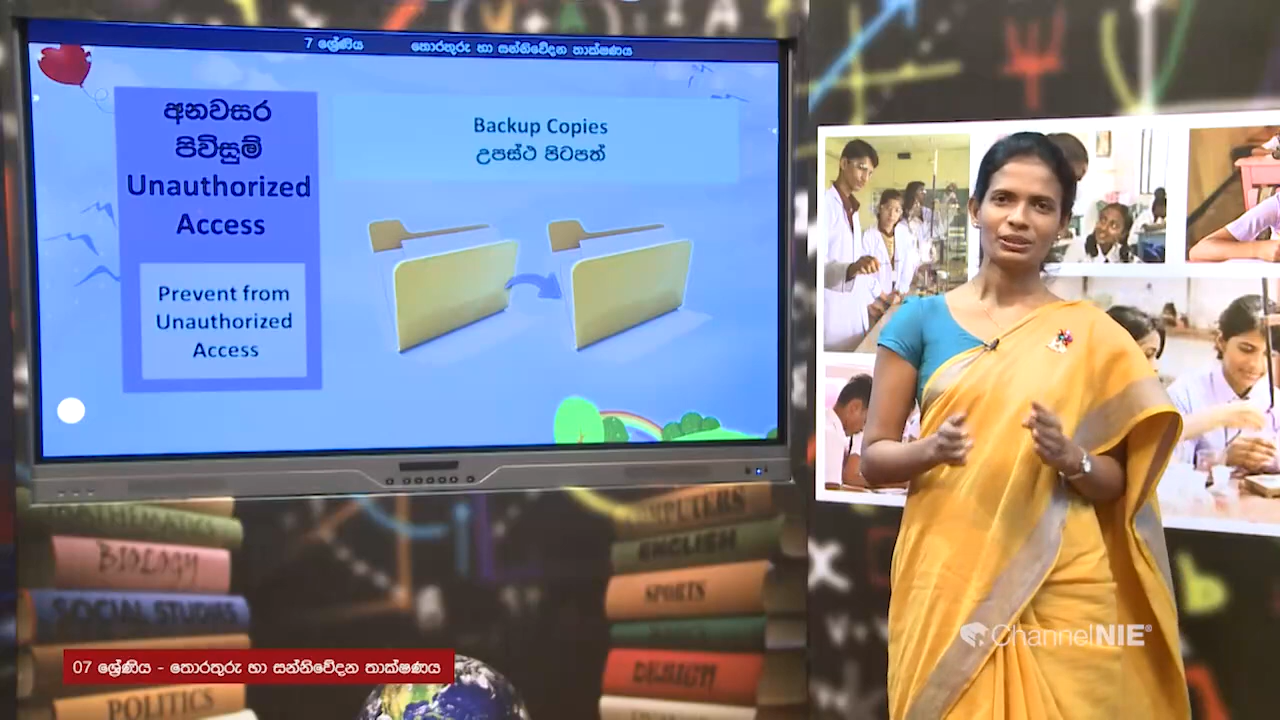 7 ශ්‍රේණිය තොරතුරු හා සන්නිවේදන තාක්ෂණය
අනවසර
පිවිසුම්
Unauthorized
Access
Prevent from
Unauthorized
Access
Backup Copies
උපස්ථ පිටපත්
MATHEMATICS
BIOLOGY
SOCIAL STUDIES
POLITICS
COMPUTERS
ENGLISH
SPORTS
DESIGN
07 ශ්‍රේණිය - තොරතුරු හා සන්නිවේදන තාක්ෂණය
ChannelNIE